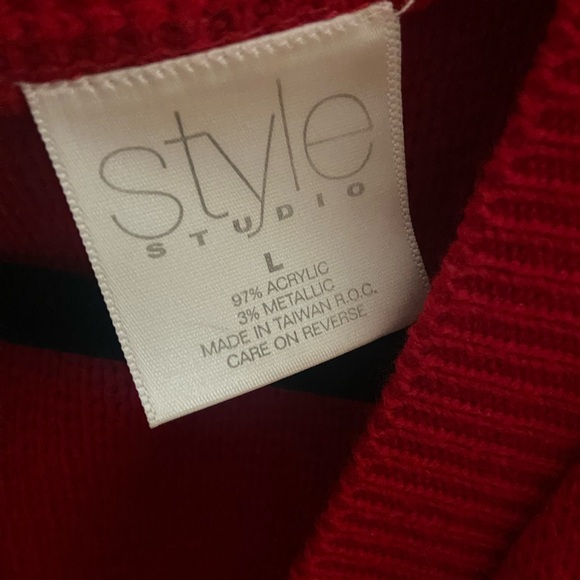 style
STUDIO
L
97% ACRYLIC
3% METALLIC
MADE IN TAIWAN R.O.C.
CARE ON REVERSE